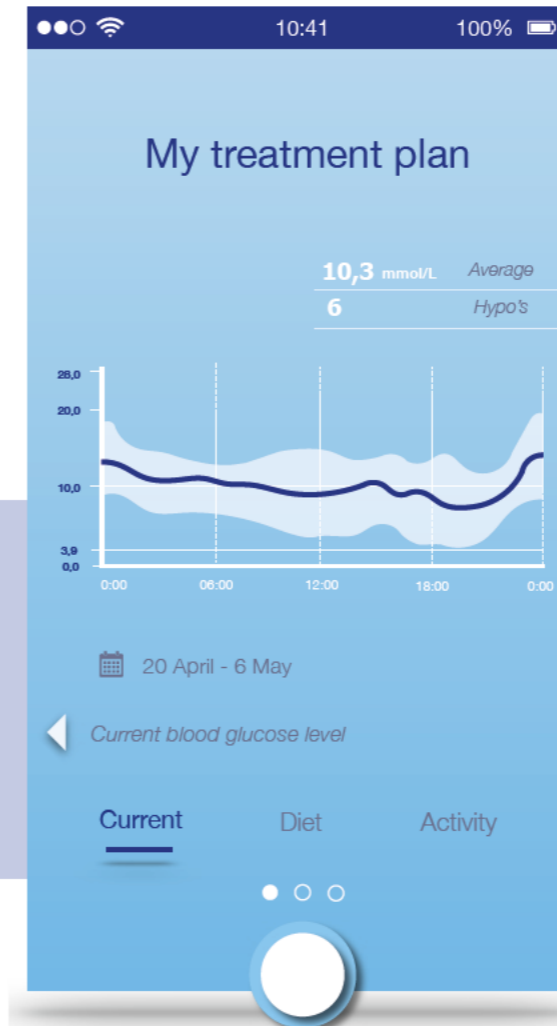 10:41 100%
My treatment plan
10,3 mmol/L Average
6 Hypo's
28,0
20,0
10,0
3,9
0,0
0:00 06:00 12:00 18:00 0:00
20 April - 6 May
Current blood glucose level
Current Diet Activity